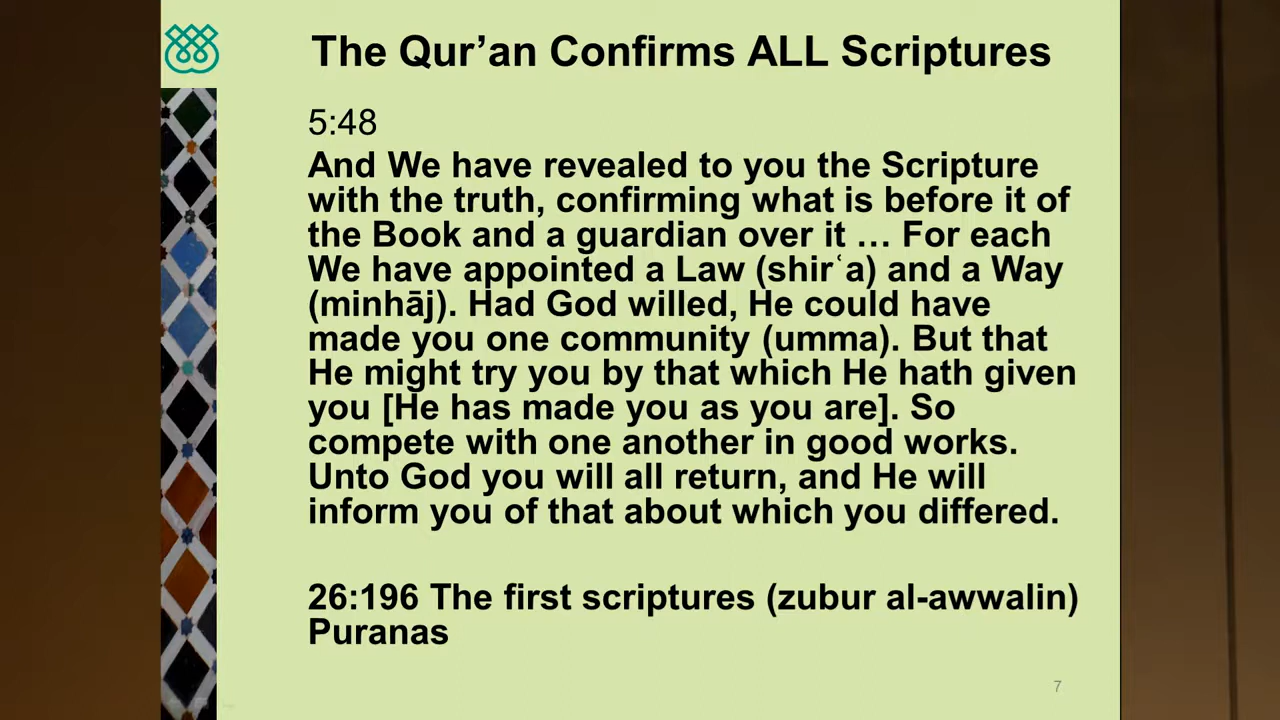 The Qur’an Confirms ALL Scriptures
5:48
And We have revealed to you the Scripture
with the truth, confirming what is before it of
the Book and a guardian over it … For each
We have appointed a Law (shirʿa) and a Way
(minhāj). Had God willed, He could have
made you one community (umma). But that
He might try you by that which He hath given
you [He has made you as you are]. So
compete with one another in good works.
Unto God you will all return, and He will
inform you of that about which you differed.
26:196 The first scriptures (zubur al-awwalin)
Puranas
7